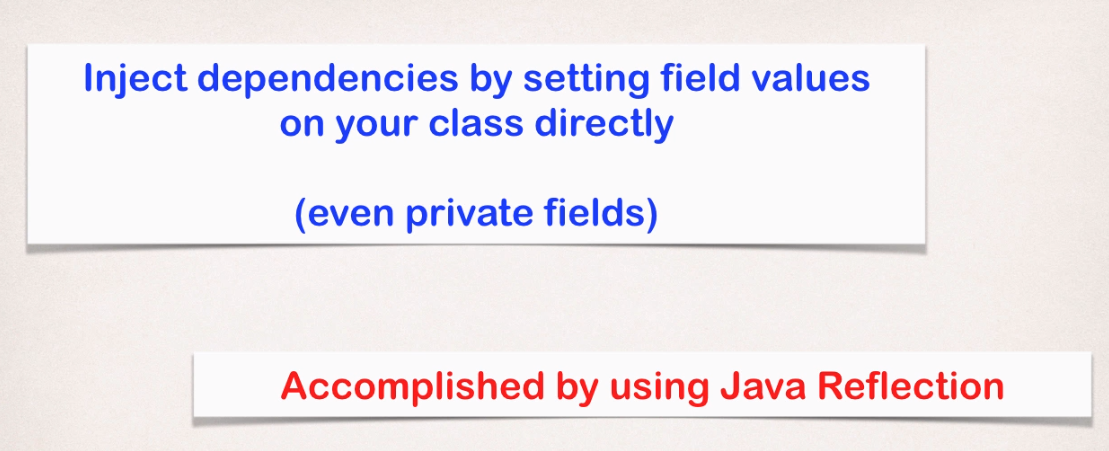 Inject dependencies by setting field values
on your class directly
(even private fields)
Accomplished by using Java Reflection